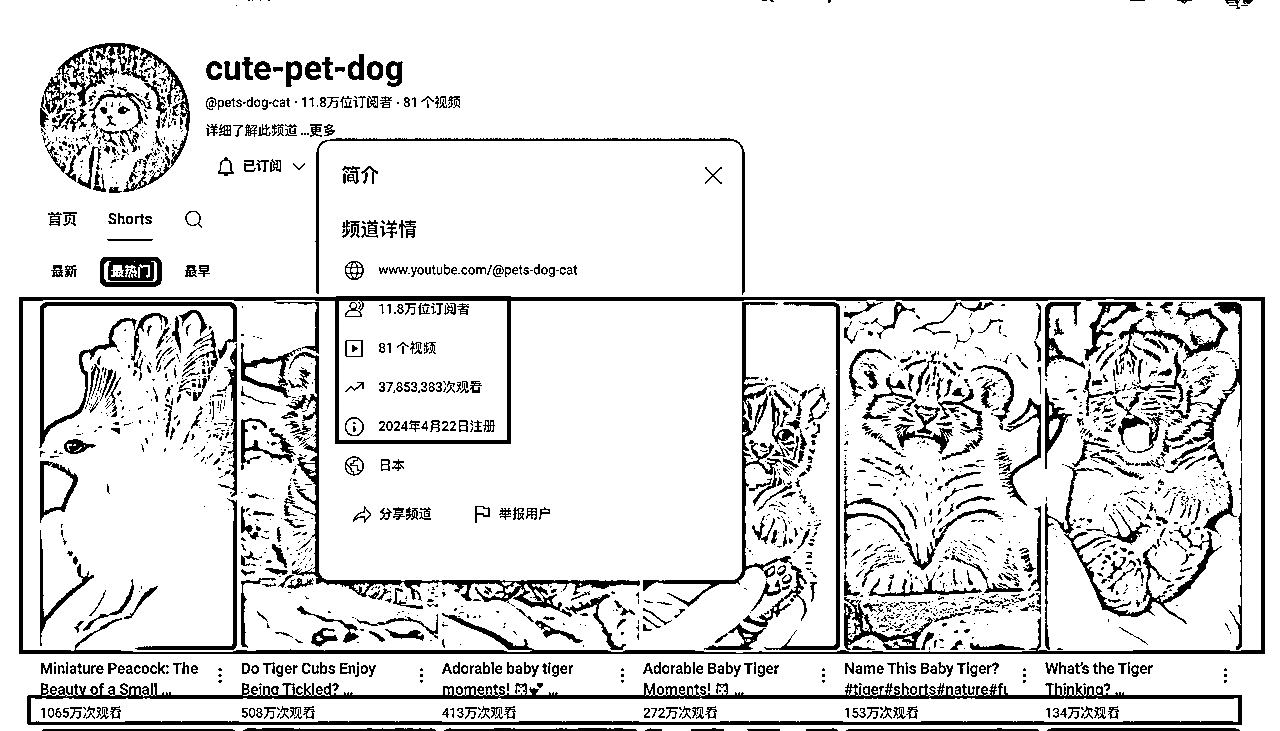 cute-pet-dog
@pets-dog-cat · 11.8万位订阅者 · 81 个视频
详细了解此频道 ...更多
已订阅
首页 Shorts
最新 最热门 最早
简介
频道详情
www.youtube.com/@pets-dog-cat
11.8万位订阅者
81 个视频
37,853,383次观看
2024年4月22日注册
日本
分享频道 举报用户
Miniature Peacock: The Beauty of a Small ...
1065万次观看
Do Tiger Cubs Enjoy Being Tickled? ...
508万次观看
Adorable baby tiger moments! ...
413万次观看
Adorable Baby Tiger Moments! ...
272万次观看
Name This Baby Tiger? #tiger#shorts#nature#fu
153万次观看
What's the Tiger Thinking? ...
134万次观看